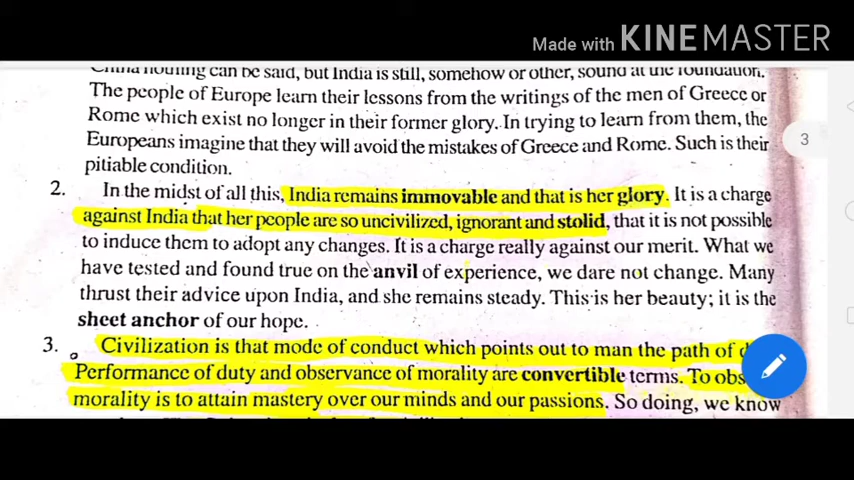 Made with KINEMASTER
China nothing can be said, but India is still, somehow or other, sound at the foundation.
The people of Europe learn their lessons from the writings of the men of Greece or
Rome which exist no longer in their former glory. In trying to learn from them, the
Europeans imagine that they will avoid the mistakes of Greece and Rome. Such is their
pitiable condition.
3
2. In the midst of all this, India remains immovable and that is her glory. It is a charge
against India that her people are so uncivilized, ignorant and stolid, that it is not possible
to induce them to adopt any changes. It is a charge really against our merit. What we
have tested and found true on the anvil of experience, we dare not change. Many
thrust their advice upon India, and she remains steady. This is her beauty; it is the
sheet anchor of our hope.
3. Civilization is that mode of conduct which points out to man the path of
Performance of duty and observance of morality are convertible terms. To
morality is to attain mastery over our minds and our passions. So doing, we know